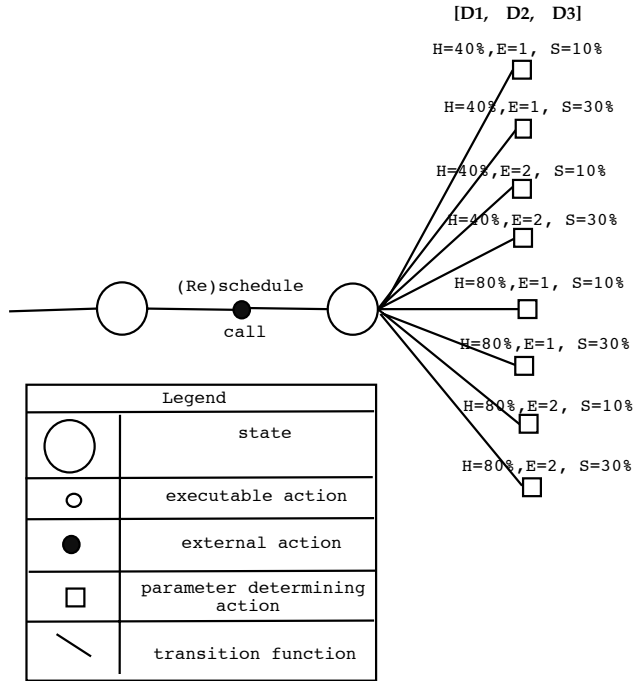 [D1, D2, D3]
H=40%,E=1, S=10%
H=40%,E=1, S=30%
H=40%,E=2, S=10%
H=40%,E=2, S=30%
(Re)schedule
call
H=80%,E=1, S=10%
H=80%,E=1, S=30%
H=80%,E=2, S=10%
H=80%,E=2, S=30%
Legend
state
executable action
external action
parameter determining
action
transition function